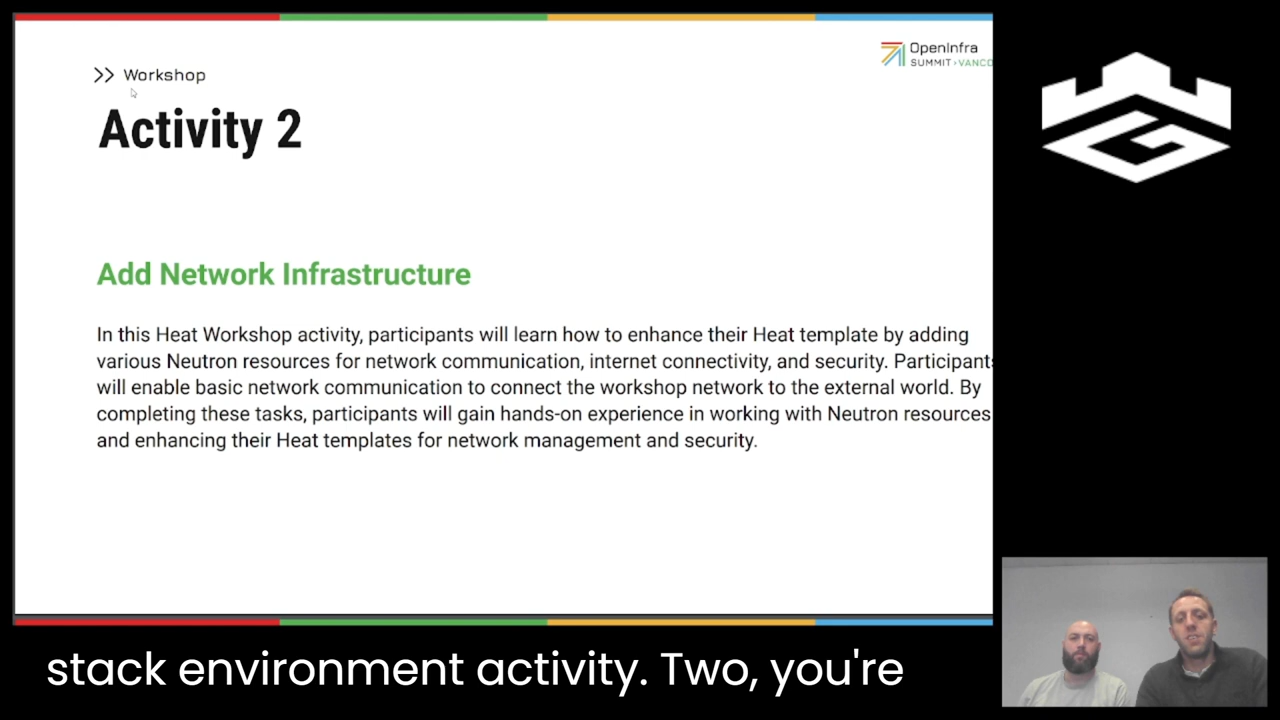 OpenInfra
SUMMIT > VANCO
>> Workshop
Activity 2
Add Network Infrastructure
In this Heat Workshop activity, participants will learn how to enhance their Heat template by adding
various Neutron resources for network communication, internet connectivity, and security. Participants
will enable basic network communication to connect the workshop network to the external world. By
completing these tasks, participants will gain hands-on experience in working with Neutron resources
and enhancing their Heat templates for network management and security.
stack environment activity. Two, you're